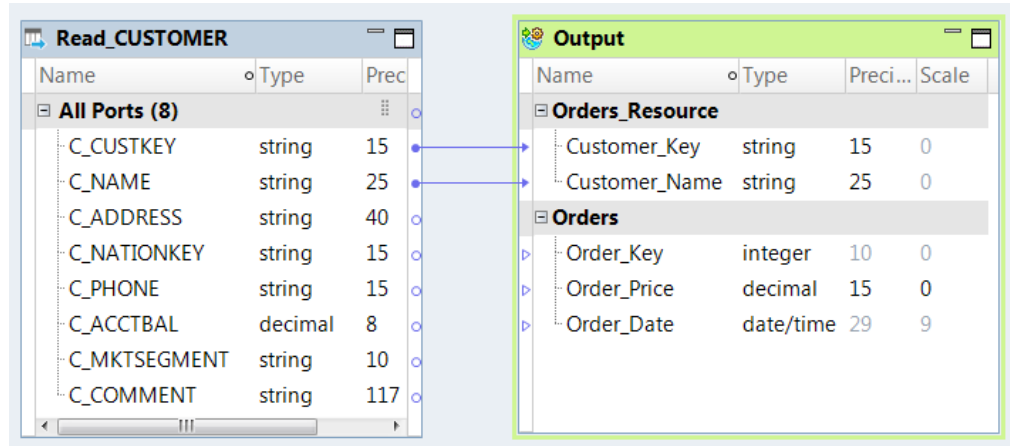 Read_CUSTOMER
Name Type Prec
All Ports (8)
C_CUSTKEY string 15
C_NAME string 25
C_ADDRESS string 40
C_NATIONKEY string 15
C_PHONE string 15
C_ACCTBAL decimal 8
C_MKTSEGMENT string 10
C_COMMENT string 117
Output
Name Type Preci... Scale
Orders_Resource
Customer_Key string 15 0
Customer_Name string 25 0
Orders
Order_Key integer 10 0
Order_Price decimal 15 0
Order_Date date/time 29 9